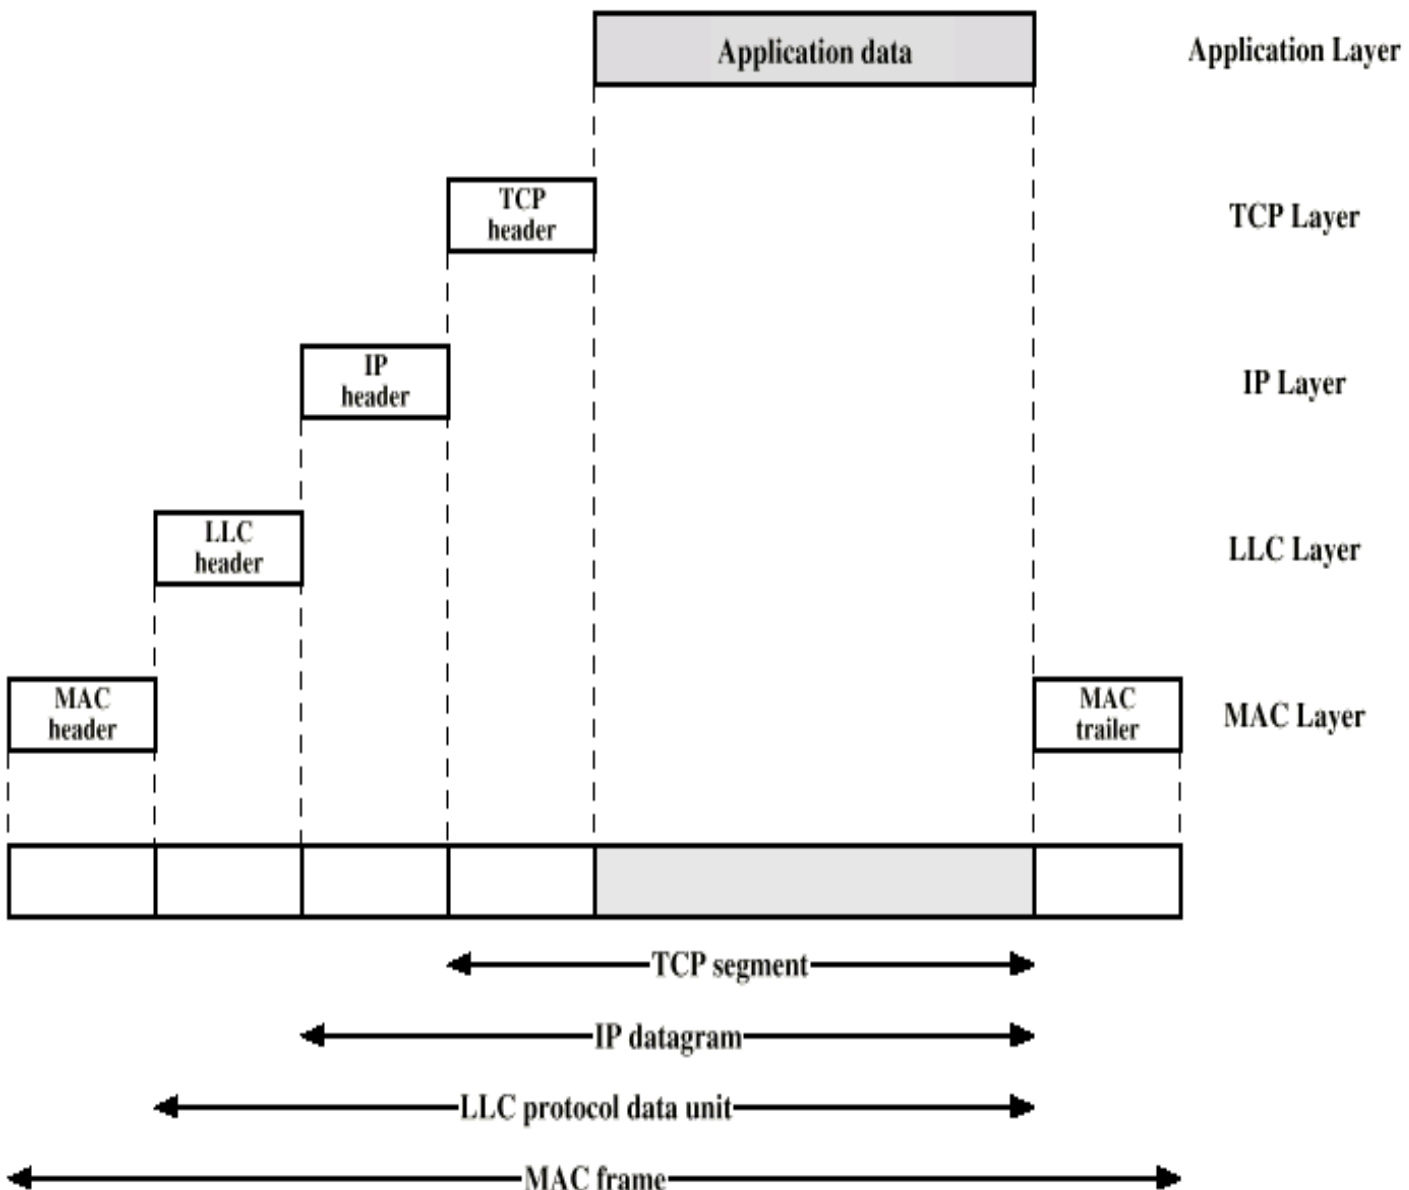 Application data
Application Layer
TCP
header
TCP Layer
IP
header
IP Layer
LLC
header
LLC Layer
MAC
header
MAC
trailer
MAC Layer
TCP segment
IP datagram
LLC protocol data unit
MAC frame